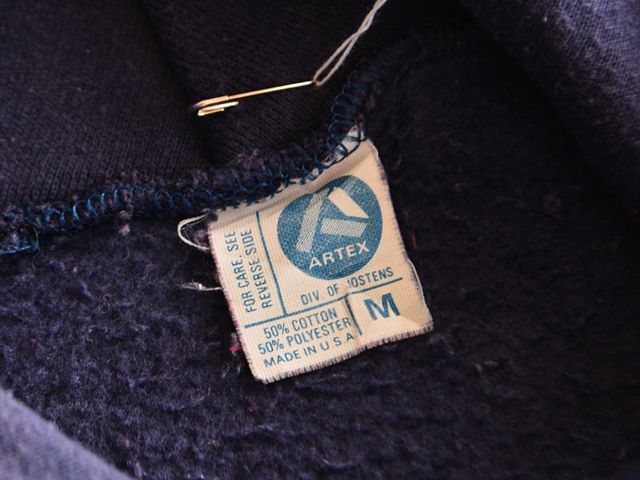 ARTEX
DIV. OF JOSTENS
FOR CARE, SEE
REVERSE SIDE
50% COTTON
50% POLYESTER
MADE IN U.S.A.
M